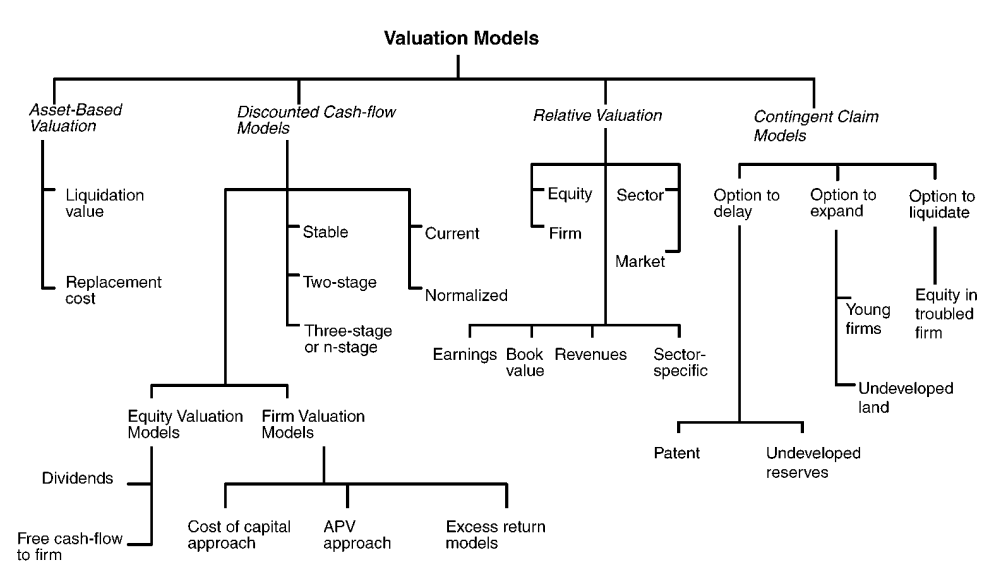 Valuation Models
Asset-Based
Valuation
Discounted Cash-flow
Models
Relative Valuation
Contingent Claim
Models
Liquidation
value
Replacement
cost
Stable
Two-stage
Three-stage
or n-stage
Current
Normalized
Equity
Firm
Sector
Market
Earnings
Book
value
Revenues
Sector-
specific
Option to
delay
Option to
expand
Option to
liquidate
Young
firms
Undeveloped
land
Equity in
troubled
firm
Patent
Undeveloped
reserves
Equity Valuation
Models
Firm Valuation
Models
Dividends
Free cash-flow
to firm
Cost of capital
approach
APV
approach
Excess return
models